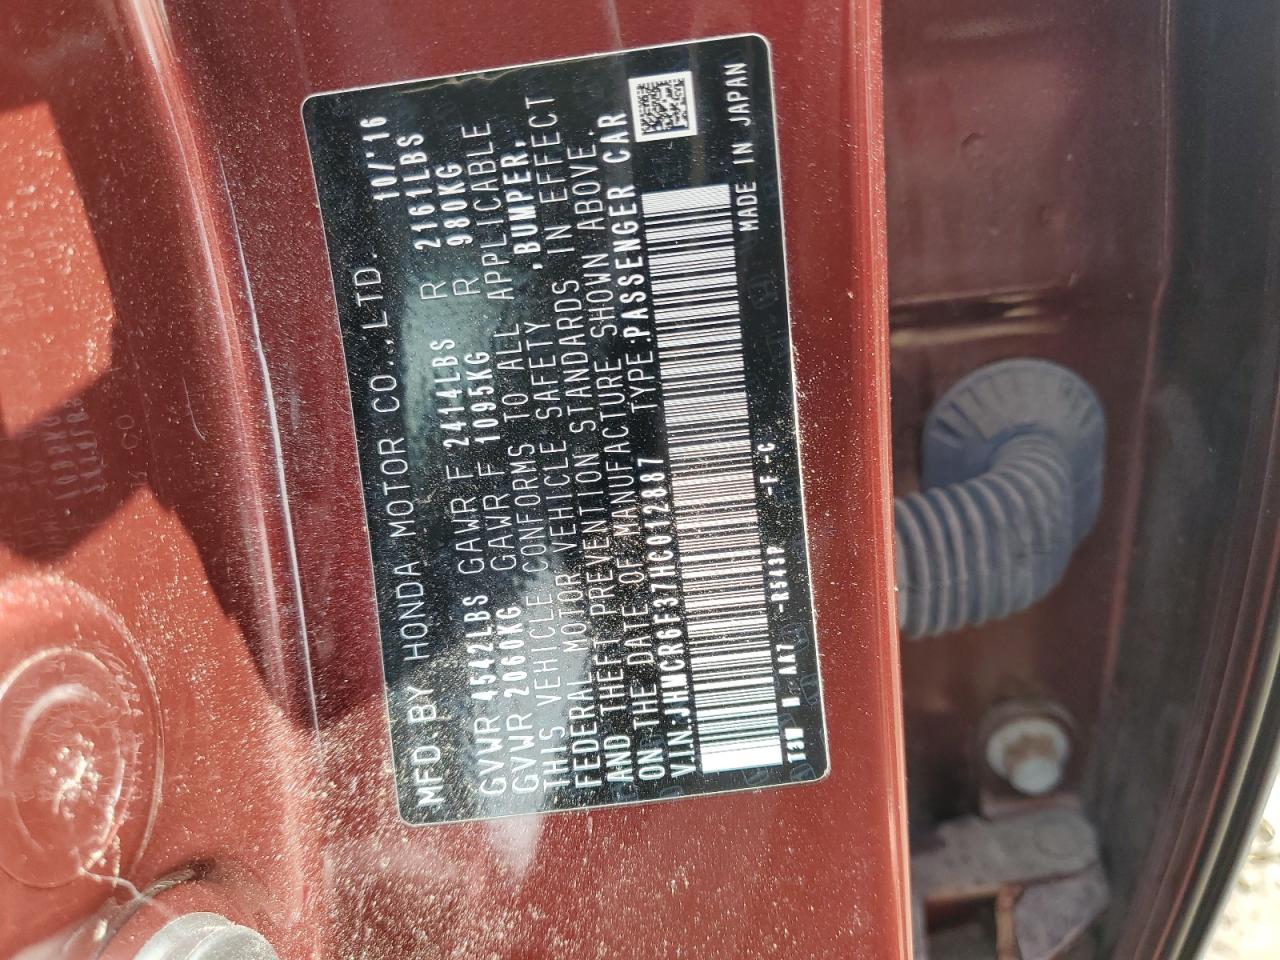 MFD. BY HONDA MOTOR CO.,LTD. 10/'16
GVWR 4542LBS GAWR F 2414LBS R 2161LBS
GVWR 2060KG GAWR F 1095KG R 980KG
THIS VEHICLE CONFORMS TO ALL APPLICABLE
FEDERAL MOTOR VEHICLE SAFETY ,BUMPER,
AND THEFT PREVENTION STANDARDS IN EFFECT
ON THE DATE OF MANUFACTURE SHOWN ABOVE.
V.I.N.JHMCR6F37HC012887 TYPE:PASSENGER CAR
T3W R-543P -F-C MADE IN JAPAN